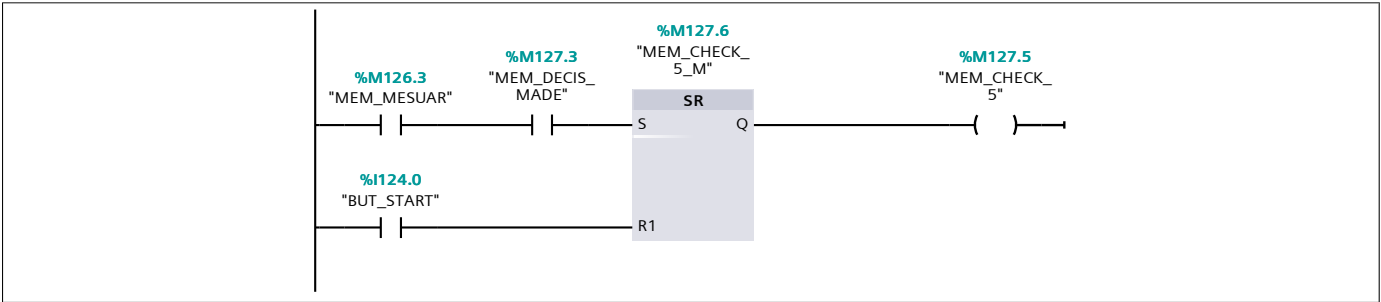 %M127.6
"MEM_CHECK_
5_M"
%M127.3
"MEM_DECIS_
MADE"
%M127.5
"MEM_CHECK_
5"
%M126.3
"MEM_MESUAR"
SR
S
Q
%I124.0
"BUT_START"
R1